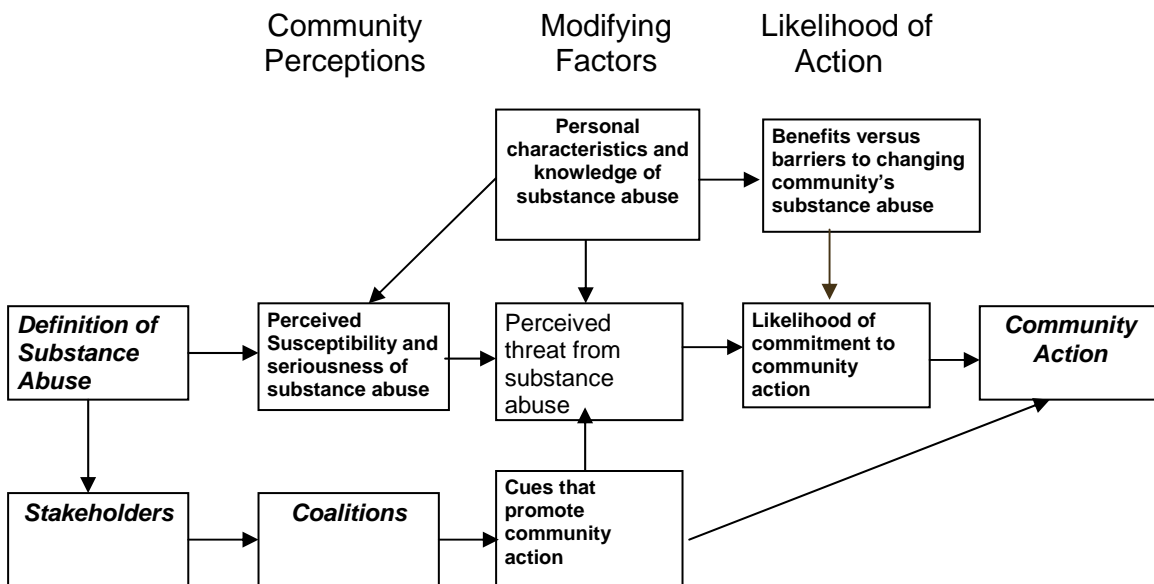 Community
Perceptions
Modifying
Factors
Likelihood of
Action
Personal
characteristics and
knowledge of
substance abuse
Benefits versus
barriers to changing
community’s
substance abuse
Definition of
Substance
Abuse
Perceived
Susceptibility and
seriousness of
substance abuse
Perceived
threat from
substance
abuse
Likelihood of
commitment to
community
action
Community
Action
Stakeholders
Coalitions
Cues that
promote
community
action